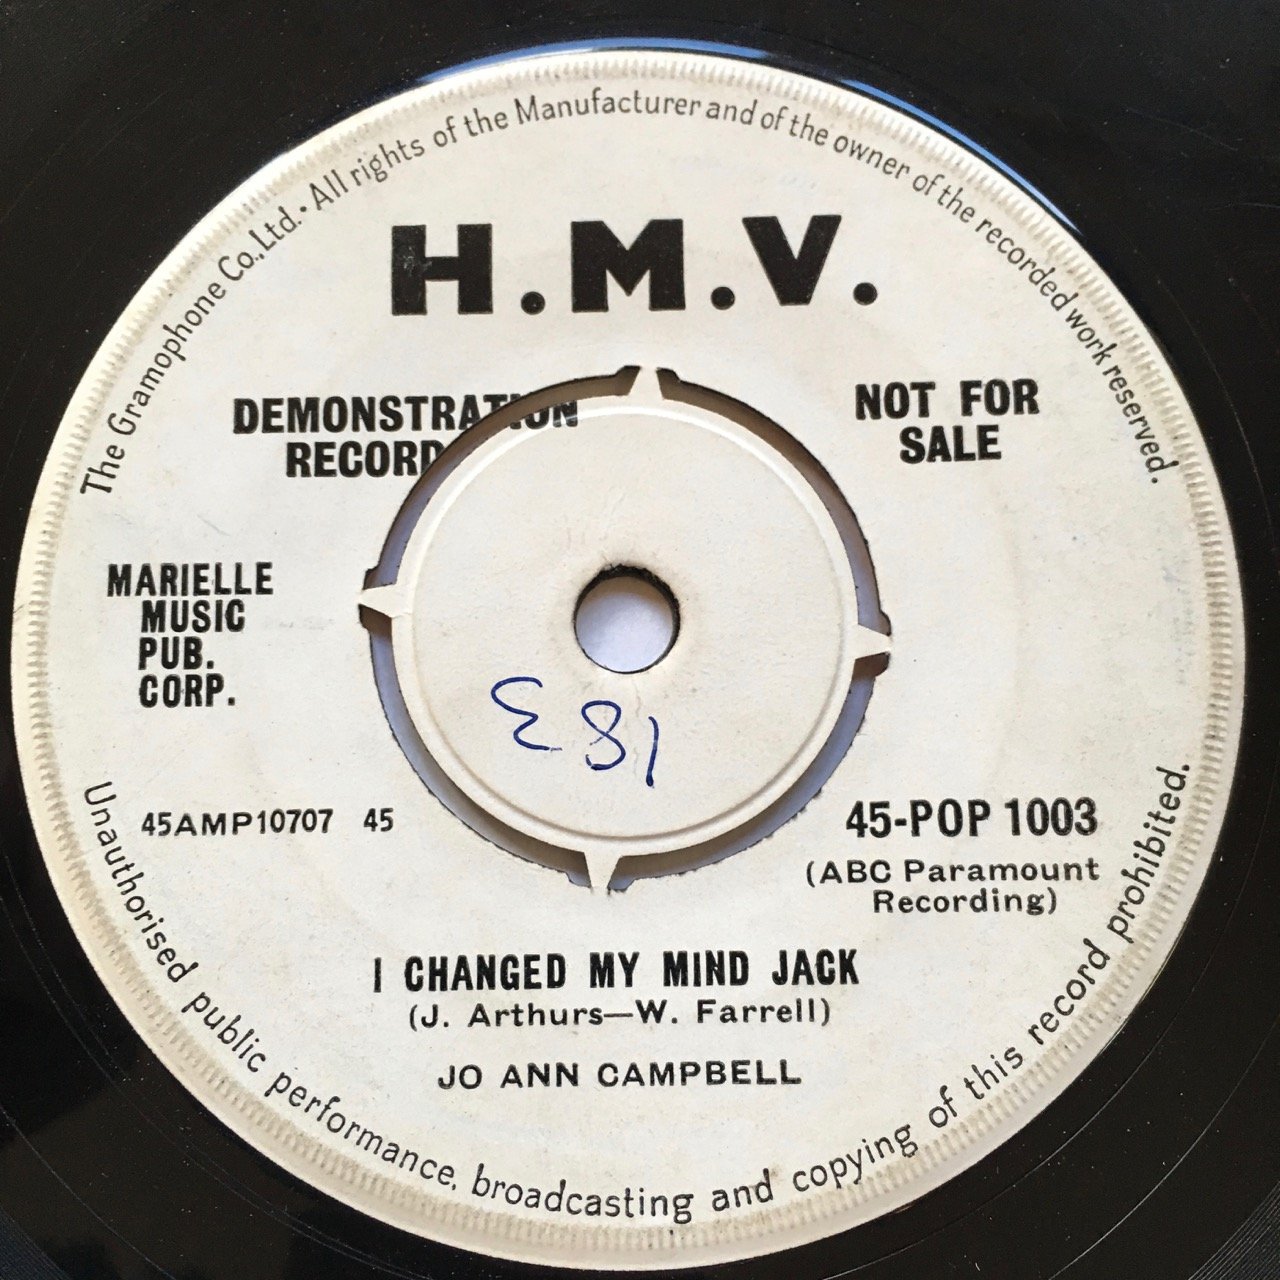 The Gramophone Co., Ltd. · All rights of the Manufacturer and of the owner of the recorded work reserved.
H.M.V.
DEMONSTRATION
RECORD
NOT FOR
SALE
MARIELLE
MUSIC
PUB.
CORP.
E81
45AMP10707 45
45-POP 1003
(ABC Paramount
Recording)
I CHANGED MY MIND JACK
(J. Arthurs—W. Farrell)
JO ANN CAMPBELL
Unauthorised public performance, broadcasting and copying of this record prohibited.